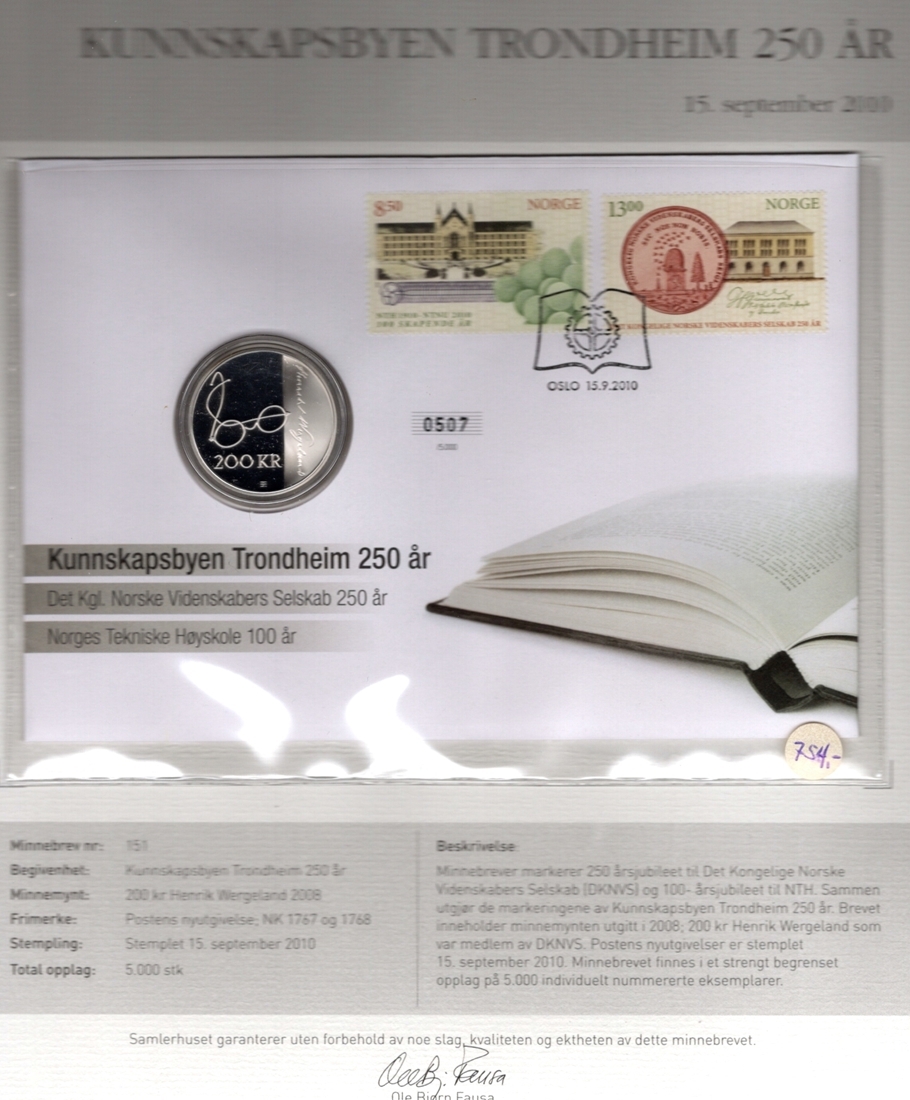 KUNNSKAPSBYEN TRONDHEIM 250 ÅR
15. september 2010
8,50 NORGE
NTH 1910 - NTNU 2010
100 SKAPENDE ÅR
13,00 NORGE
KONGELIGE NORSKE VIDENSKABERS SELSKAB 250 ÅR
OSLO 15.9.2010
0507
/5.000
200 KR
Kunnskapsbyen Trondheim 250 år
Det Kgl. Norske Videnskabers Selskab 250 år
Norges Tekniske Høyskole 100 år
754,-
Minnebrev nr: 151
Begivenhet: Kunnskapsbyen Trondheim 250 år
Minnemynt: 200 kr Henrik Wergeland 2008
Frimerke: Postens nyutgivelse, NK 1767 og 1768
Stempling: Stemplet 15. september 2010
Total opplag: 5.000 stk
Beskrivelse:
Minnebrever markerer 250 årsjubileet til Det Kongelige Norske
Videnskabers Selskab (DKNVS) og 100- årsjubileet til NTH. Sammen
utgjør de markeringene av Kunnskapsbyen Trondheim 250 år. Brevet
inneholder minnemynten utgitt i 2008; 200 kr Henrik Wergeland som
var medlem av DKNVS. Postens nyutgivelser er stemplet
15. september 2010. Minnebrevet finnes i et strengt begrenset
opplag på 5.000 individuelt nummererte eksemplarer.
Samlerhuset garanterer uten forbehold av noe slag, kvaliteten og ektheten av dette minnebrevet.
Ole Bj. Fausa
Ole Bjørn Fausa